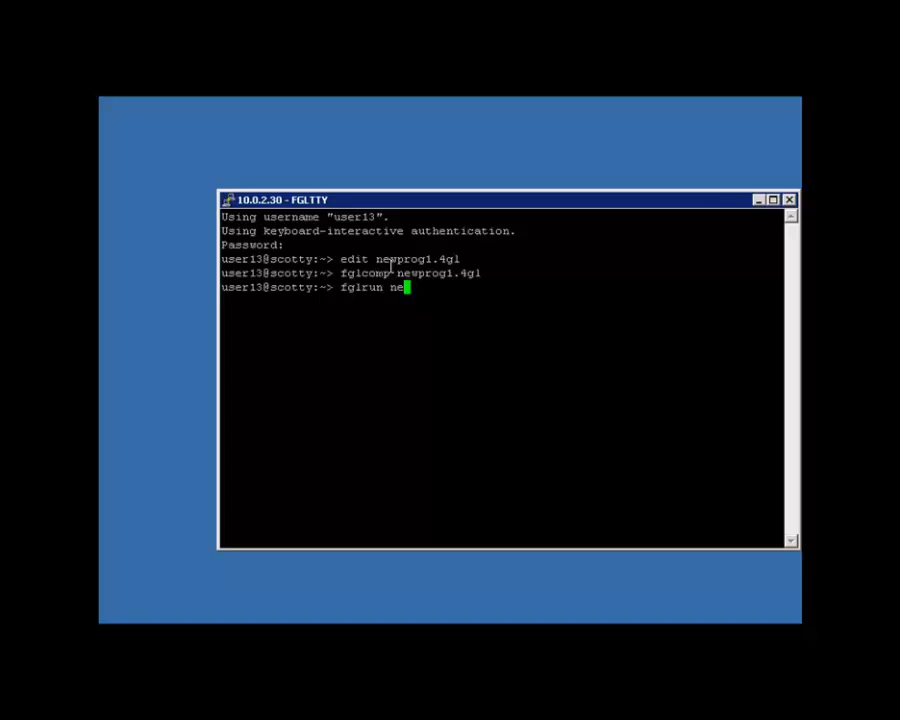 10.0.2.30 - FGLTTY
Using username "user13".
Using keyboard-interactive authentication.
Password:
user13@scotty:~> edit newprog1.4gl
user13@scotty:~> fglcomp newprog1.4gl
user13@scotty:~> fglrun ne